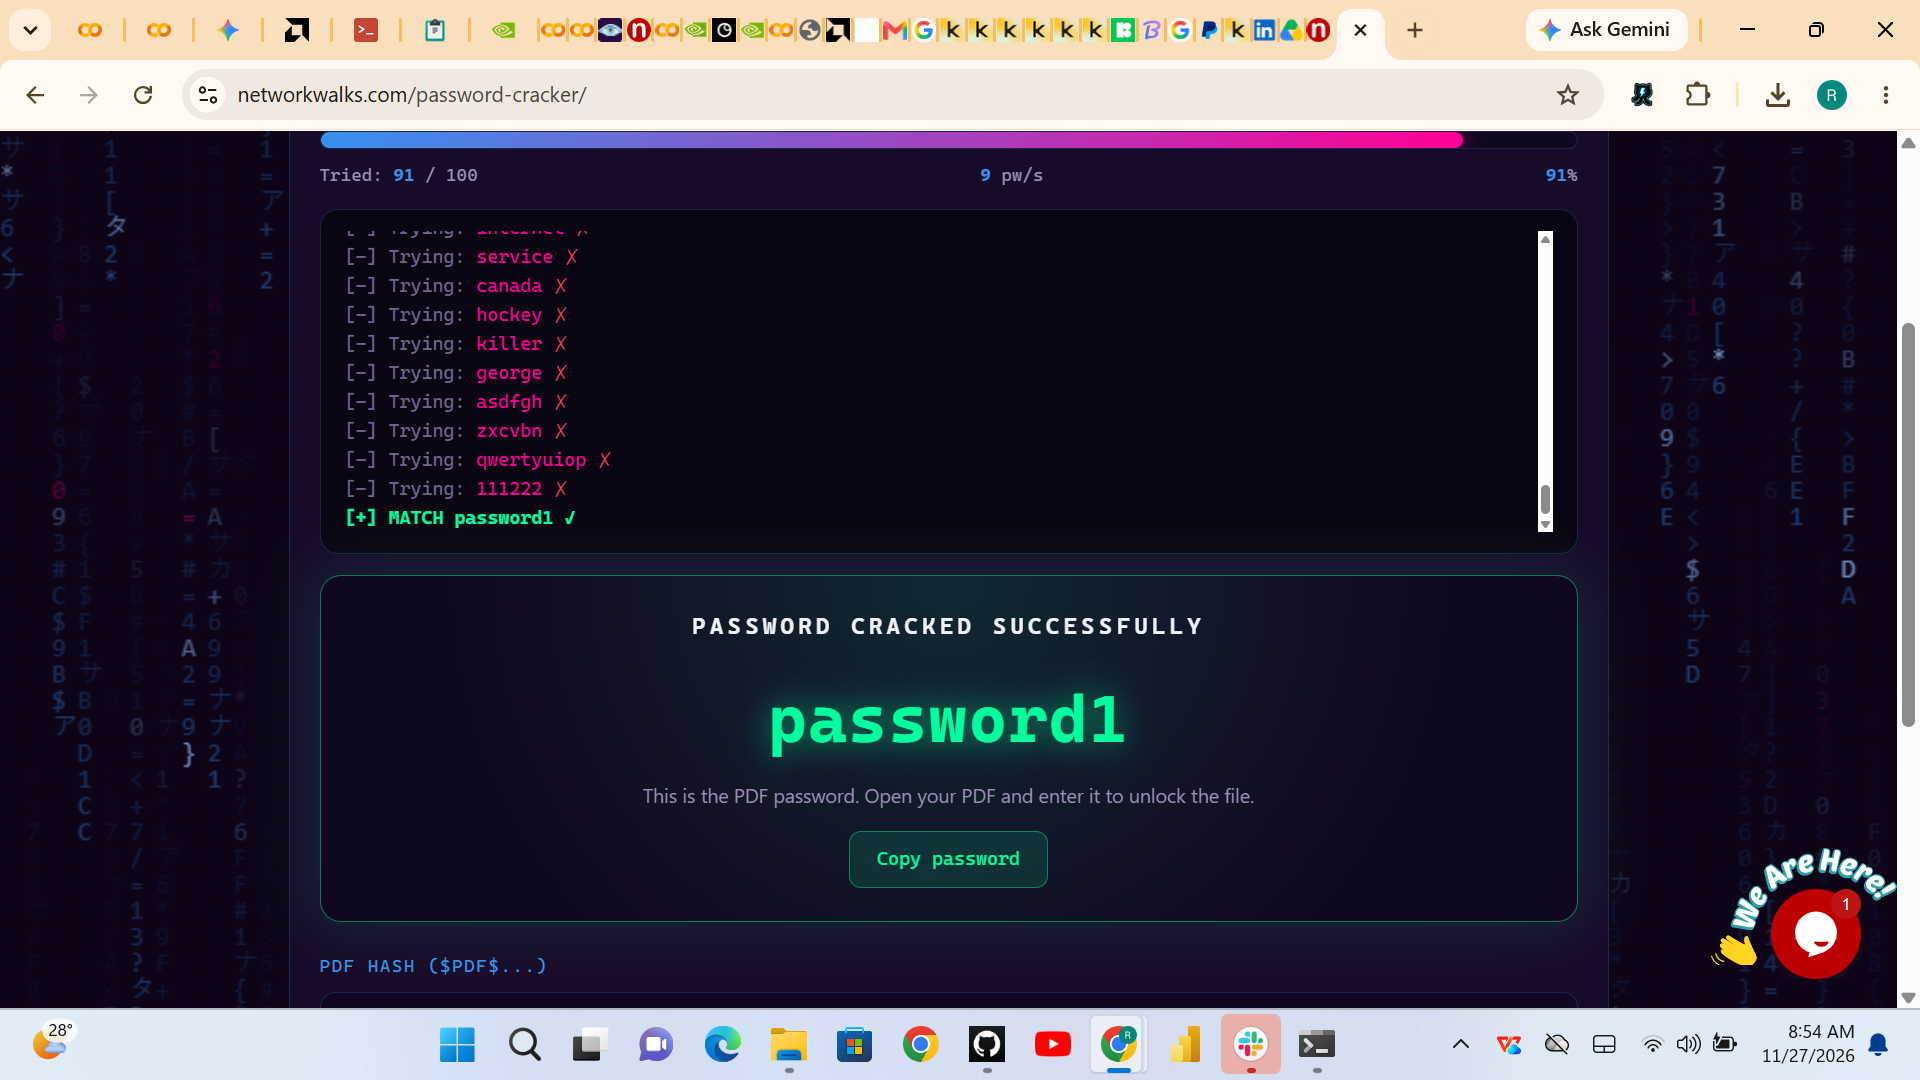 Ask Gemini
networkwalks.com/password-cracker/
R
Tried: 91 / 100
9 pw/s
91%
[-] Trying: internet ✗
[-] Trying: service ✗
[-] Trying: canada ✗
[-] Trying: hockey ✗
[-] Trying: killer ✗
[-] Trying: george ✗
[-] Trying: asdfgh ✗
[-] Trying: zxcvbn ✗
[-] Trying: qwertyuiop ✗
[-] Trying: 111222 ✗
[+] MATCH password1 ✓
PASSWORD CRACKED SUCCESSFULLY
password1
This is the PDF password. Open your PDF and enter it to unlock the file.
Copy password
PDF HASH ($PDF$...)
We Are Here!
1
28°
8:54 AM
11/27/2026